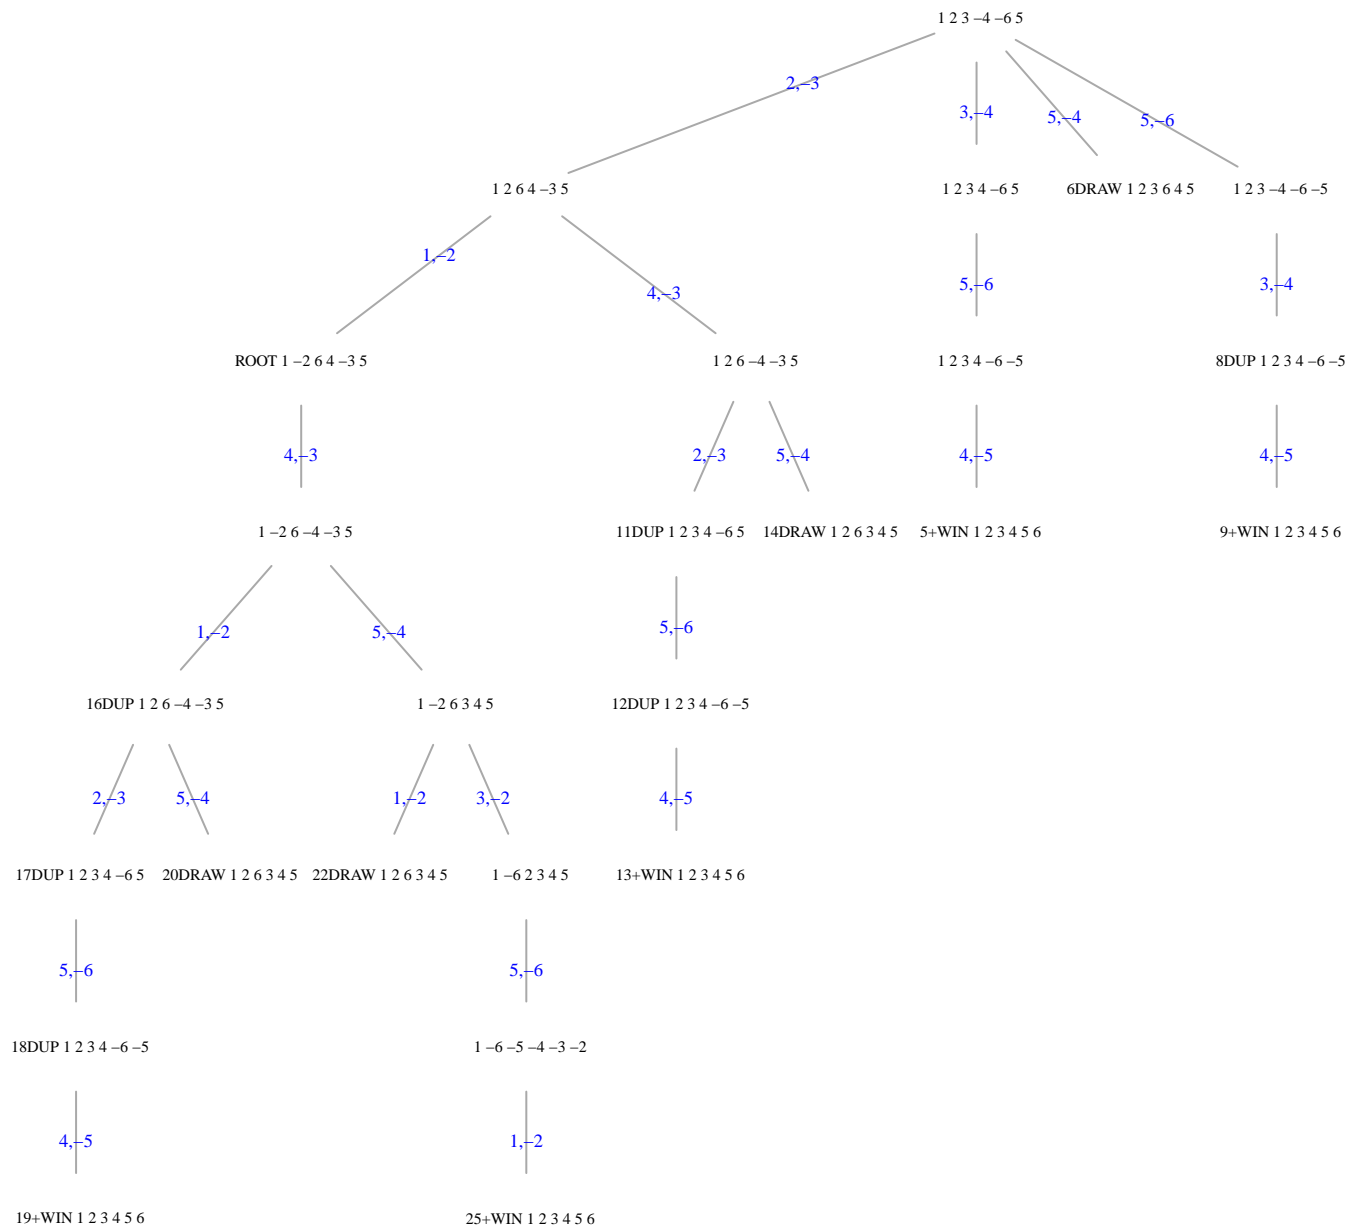 1 2 3 −4 −6 5
2,−3
3,−4
5,−4
5,−6
1 2 6 4 −3 5
1 2 3 4 −6 5
6DRAW 1 2 3 6 4 5
1 2 3 −4 −6 −5
1,−2
4,−3
5,−6
3,−4
ROOT 1 −2 6 4 −3 5
1 2 6 −4 −3 5
1 2 3 4 −6 −5
8DUP 1 2 3 4 −6 −5
4,−3
2,−3
5,−4
4,−5
4,−5
1 −2 6 −4 −3 5
11DUP 1 2 3 4 −6 5
14DRAW 1 2 6 3 4 5
5+WIN 1 2 3 4 5 6
9+WIN 1 2 3 4 5 6
1,−2
5,−4
5,−6
16DUP 1 2 6 −4 −3 5
1 −2 6 3 4 5
12DUP 1 2 3 4 −6 −5
2,−3
5,−4
1,−2
3,−2
4,−5
17DUP 1 2 3 4 −6 5
20DRAW 1 2 6 3 4 5
22DRAW 1 2 6 3 4 5
1 −6 2 3 4 5
13+WIN 1 2 3 4 5 6
5,−6
5,−6
18DUP 1 2 3 4 −6 −5
1 −6 −5 −4 −3 −2
4,−5
1,−2
19+WIN 1 2 3 4 5 6
25+WIN 1 2 3 4 5 6